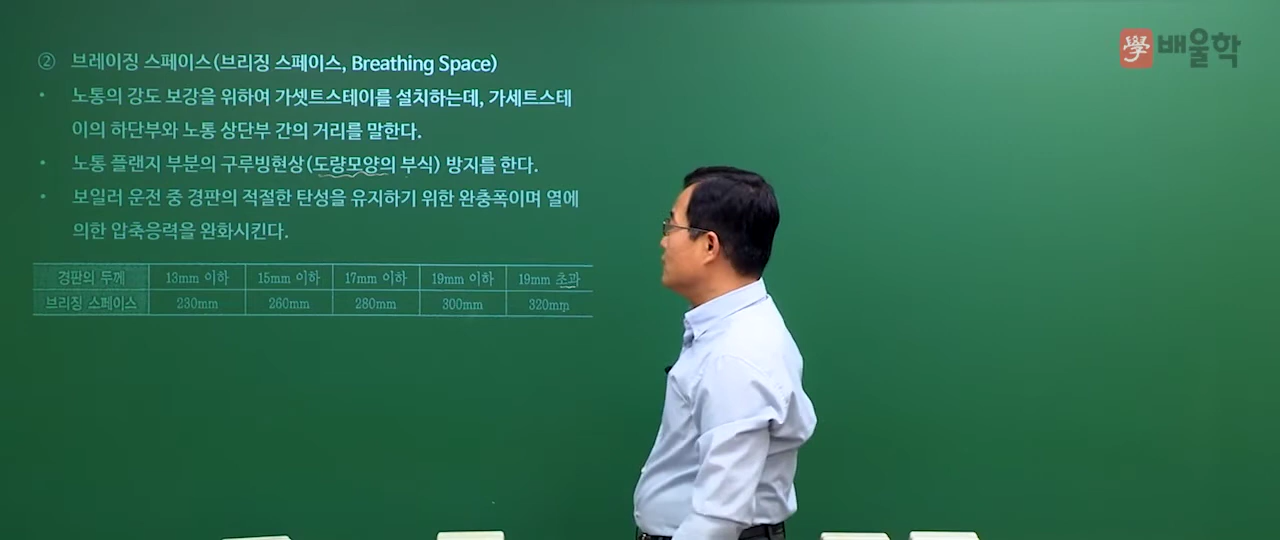 學 배울학
② 브레이징 스페이스(브리징 스페이스, Breathing Space)
• 노통의 강도 보강을 위하여 가셋트스테이를 설치하는데, 가세트스테
이의 하단부와 노통 상단부 간의 거리를 말한다.
• 노통 플랜지 부분의 구루빙현상(도량모양의 부식) 방지를 한다.
• 보일러 운전 중 경판의 적절한 탄성을 유지하기 위한 완충폭이며 열에
의한 압축응력을 완화시킨다.
경판의 두께 13mm 이하 15mm 이하 17mm 이하 19mm 이하 19mm 초과
브리징 스페이스 230mm 260mm 280mm 300mm 320mm